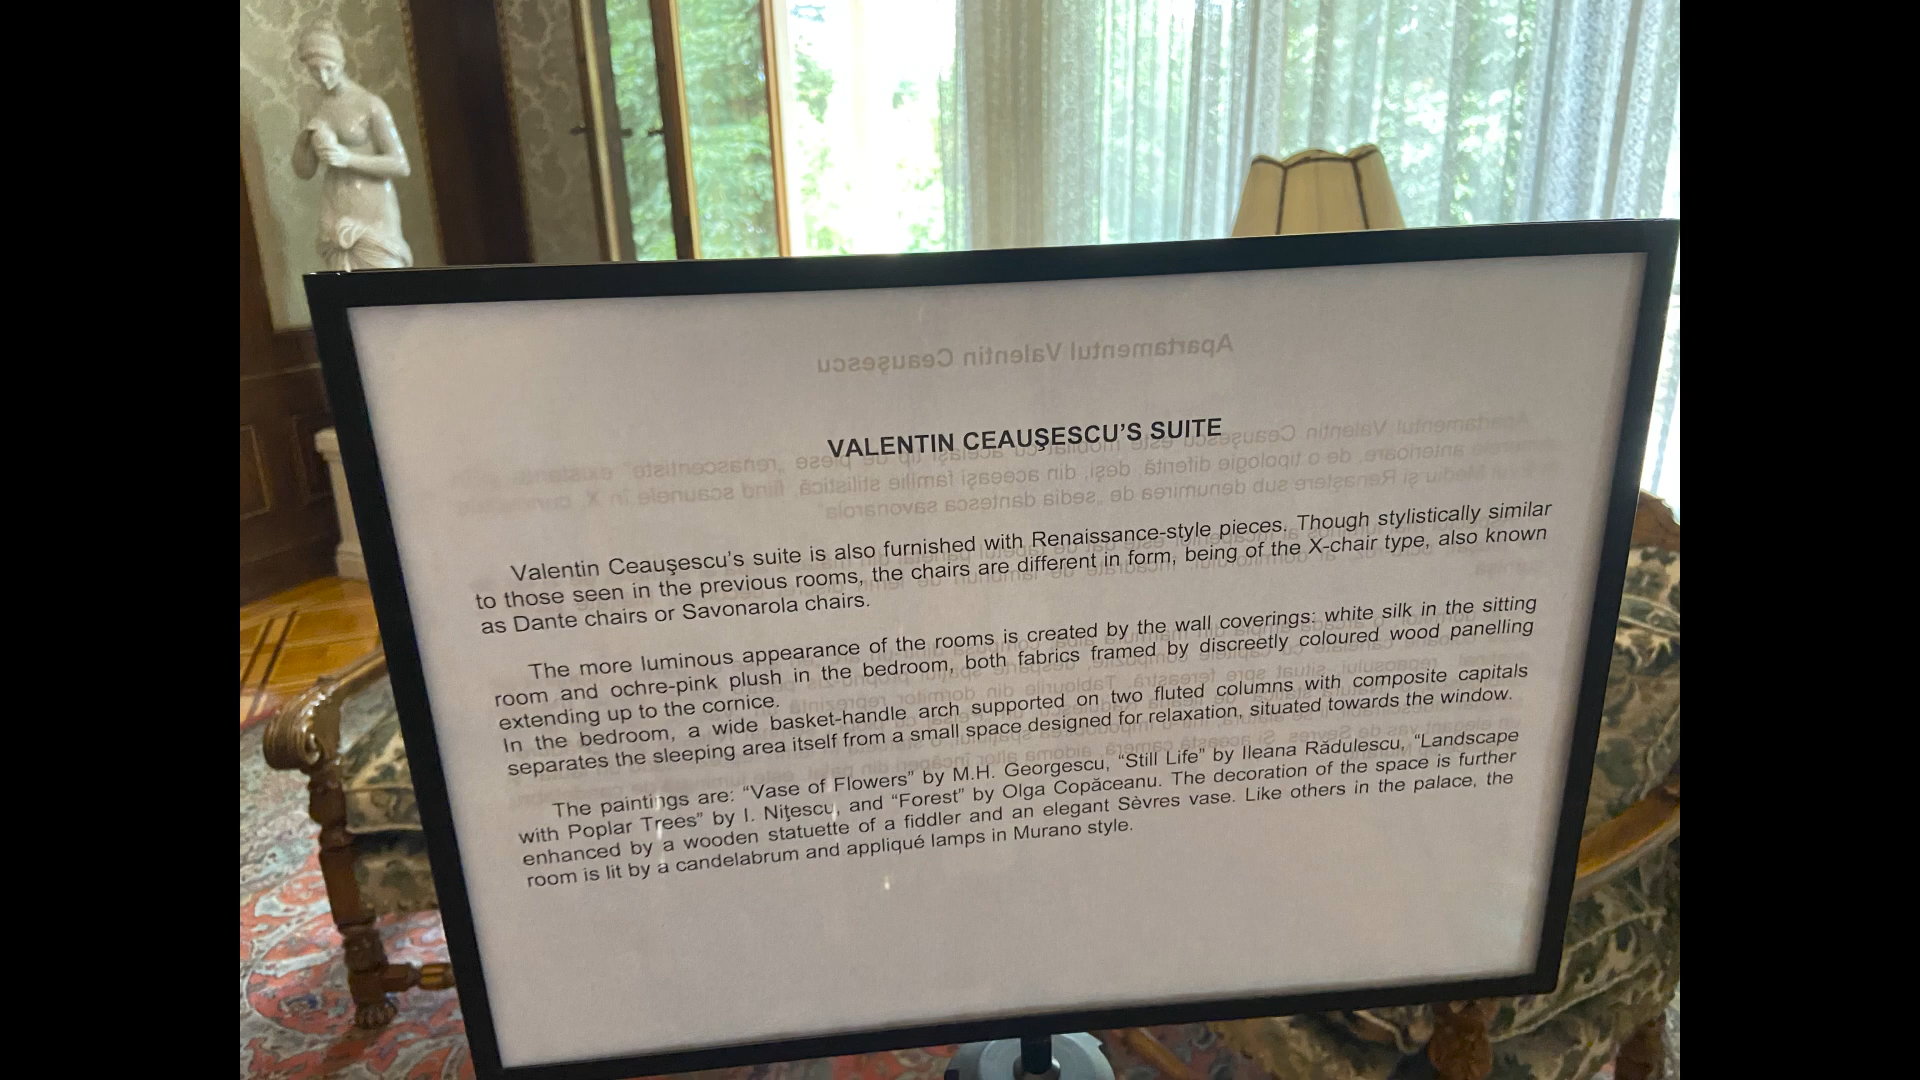 Apartamentul Valentin Ceauşescu
VALENTIN CEAUŞESCU'S SUITE
Valentin Ceauşescu's suite is also furnished with Renaissance-style pieces. Though stylistically similar
to those seen in the previous rooms, the chairs are different in form, being of the X-chair type, also known
as Dante chairs or Savonarola chairs.
The more luminous appearance of the rooms is created by the wall coverings: white silk in the sitting
room and ochre-pink plush in the bedroom, both fabrics framed by discreetly coloured wood panelling
extending up to the cornice.
In the bedroom, a wide basket-handle arch supported on two fluted columns with composite capitals
separates the sleeping area itself from a small space designed for relaxation, situated towards the window.
The paintings are: “Vase of Flowers” by M.H. Georgescu, “Still Life” by Ileana Rădulescu, “Landscape
with Poplar Trees” by I. Niţescu, and “Forest” by Olga Copăceanu. The decoration of the space is further
enhanced by a wooden statuette of a fiddler and an elegant Sèvres vase. Like others in the palace, the
room is lit by a candelabrum and appliqué lamps in Murano style.